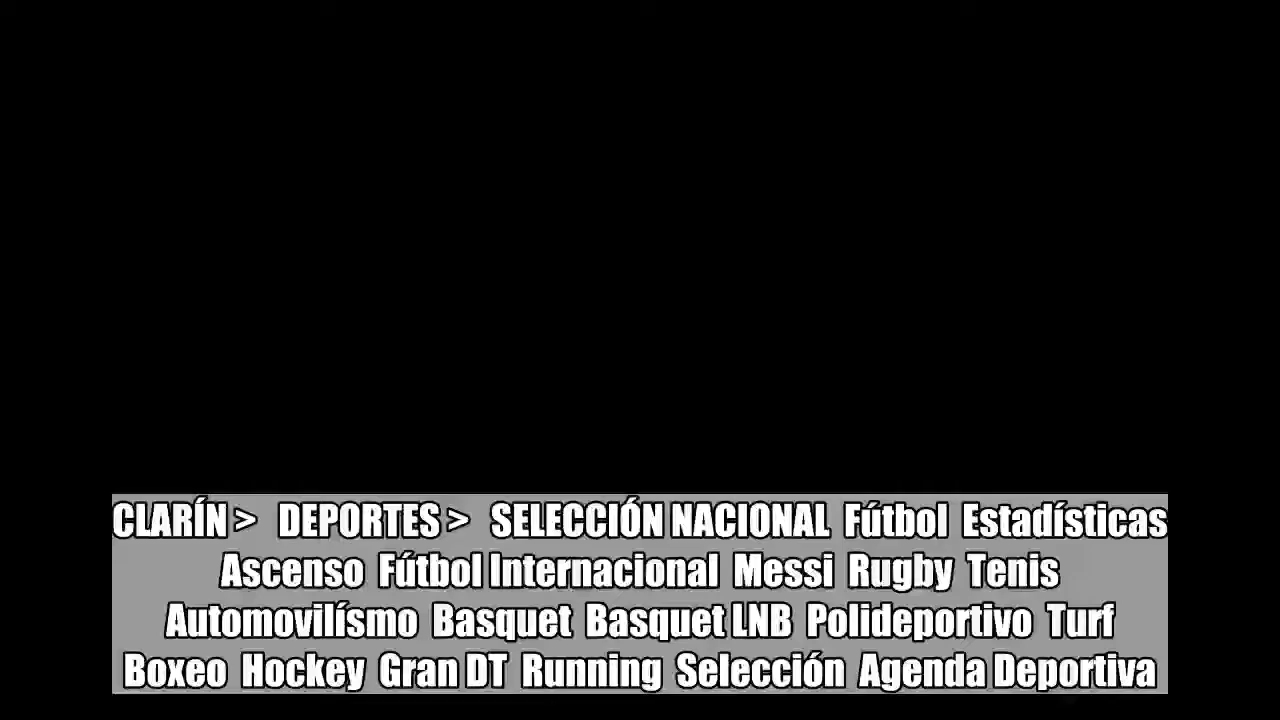 CLARÍN > DEPORTES > SELECCIÓN NACIONAL Fútbol Estadísticas
Ascenso Fútbol Internacional Messi Rugby Tenis
Automovilísmo Basquet Basquet LNB Polideportivo Turf
Boxeo Hockey Gran DT Running Selección Agenda Deportiva